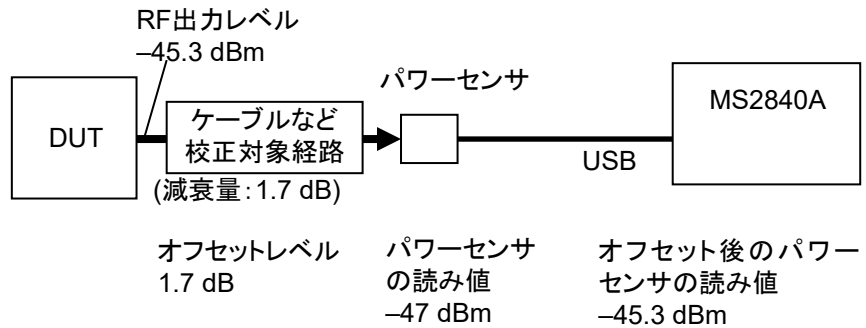 RF出力レベル
–45.3 dBm
パワーセンサ
MS2840A
DUT
ケーブルなど
校正対象経路
USB
(減衰量：1.7 dB)
オフセットレベル
1.7 dB
パワーセンサ
の読み値
–47 dBm
オフセット後のパワー
センサの読み値
–45.3 dBm